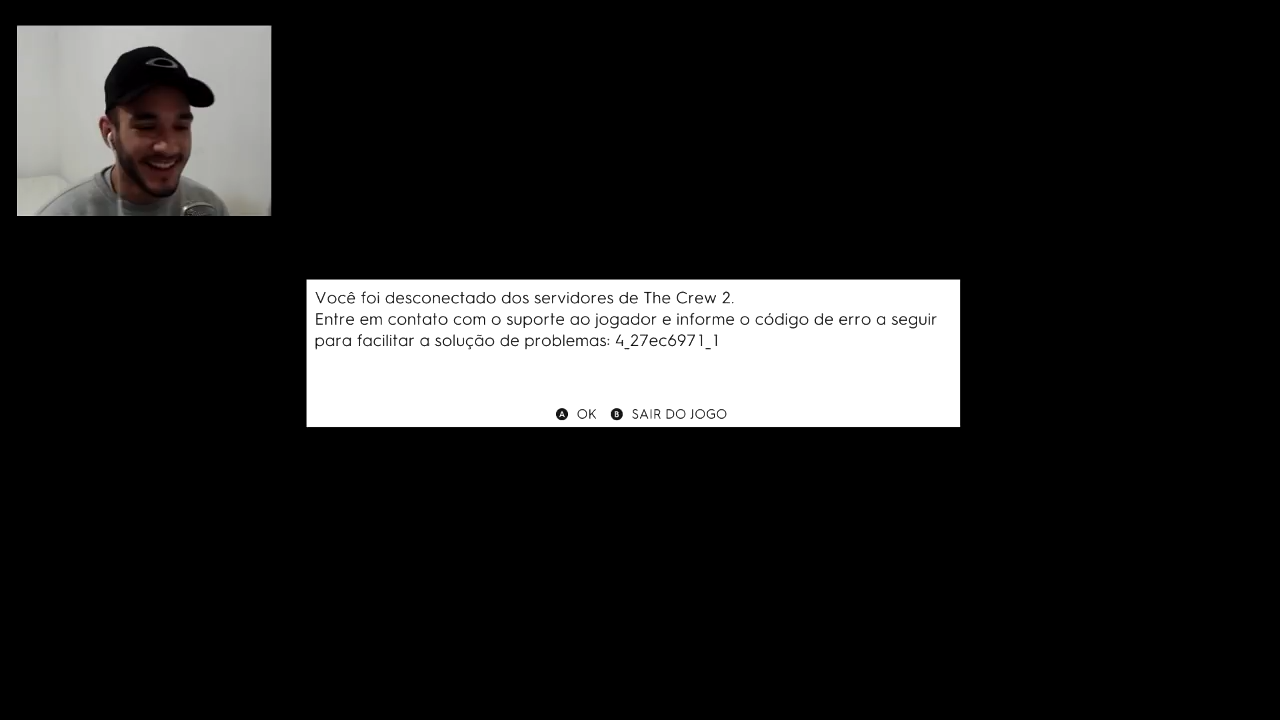 Você foi desconectado dos servidores de The Crew 2.
Entre em contato com o suporte ao jogador e informe o código de erro a seguir
para facilitar a solução de problemas: 4_27ec6971_1
A OK B SAIR DO JOGO